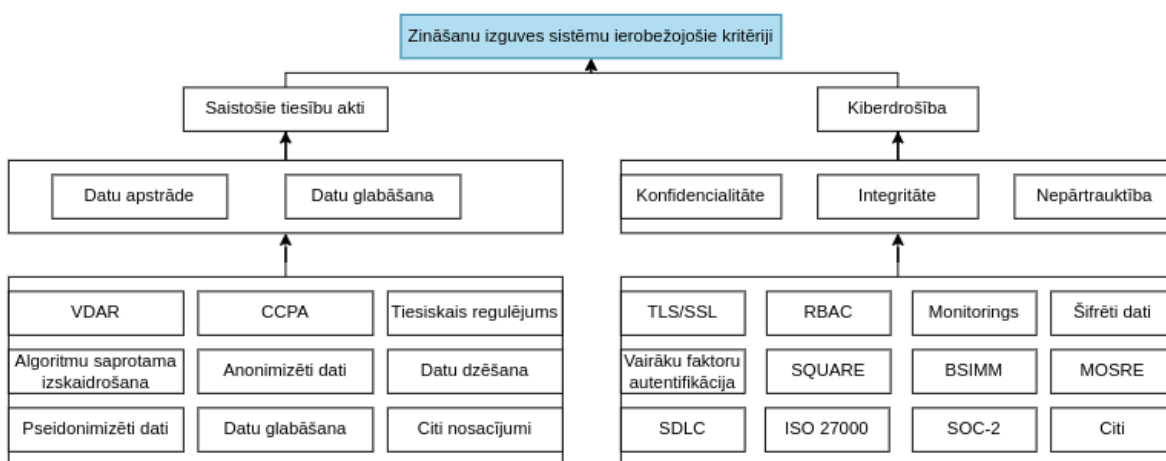 Zināšanu izguves sistēmu ierobežojošie kritēriji
Saistošie tiesību akti
Kiberdrošība
Datu apstrāde
Datu glabāšana
Konfidencialitāte
Integritāte
Nepārtrauktība
VDAR
CCPA
Tiesiskais regulējums
TLS/SSL
RBAC
Monitorings
Šifrēti dati
Algoritmu saprotama
izskaidrošana
Anonimizēti dati
Datu dzēšana
Vairāku faktoru
autentifikācija
SQUARE
BSIMM
MOSRE
Pseidonimizēti dati
Datu glabāšana
Citi nosacījumi
SDLC
ISO 27000
SOC-2
Citi